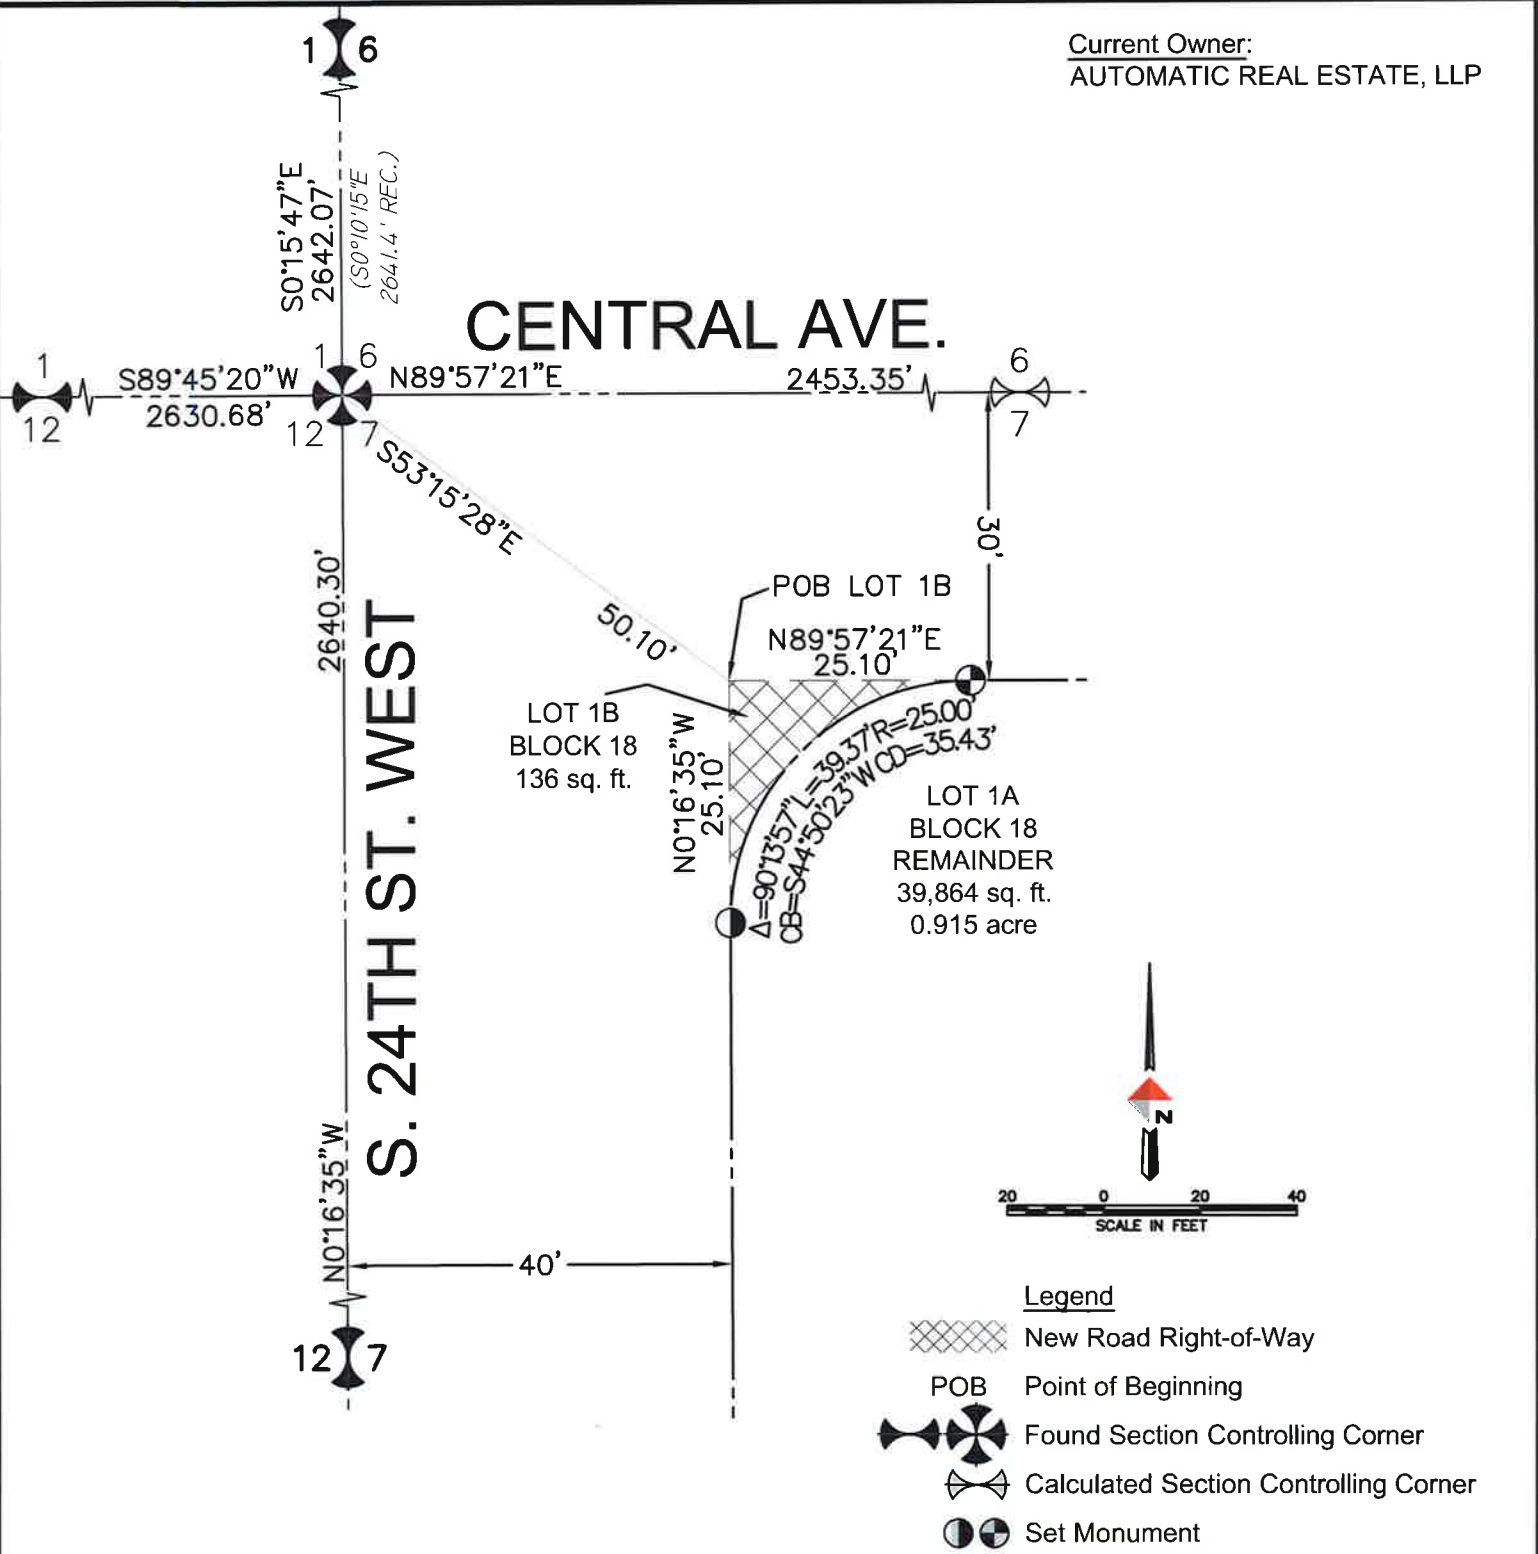 Current Owner:
AUTOMATIC REAL ESTATE, LLP
1 6
S0°15'47"E
2642.07'
(S0°10'15"E
2641.4' REC.)
CENTRAL AVE.
1
12
S89°45'20"W
2630.68'
1 6
12 7
N89°57'21"E
2453.35'
6
7
S53°15'28"E
50.10'
30'
POB LOT 1B
N89°57'21"E
25.10'
2640.30'
S. 24TH ST. WEST
N0°16'35"W
LOT 1B
BLOCK 18
136 sq. ft.
N0°16'35"W
25.10'
Δ=90°13'57" L=39.37' R=25.00'
CB=S44°50'23"W CD=35.43'
LOT 1A
BLOCK 18
REMAINDER
39,864 sq. ft.
0.915 acre
N
20 0 20 40
SCALE IN FEET
40'
12 7
Legend
New Road Right-of-Way
POB Point of Beginning
Found Section Controlling Corner
Calculated Section Controlling Corner
Set Monument